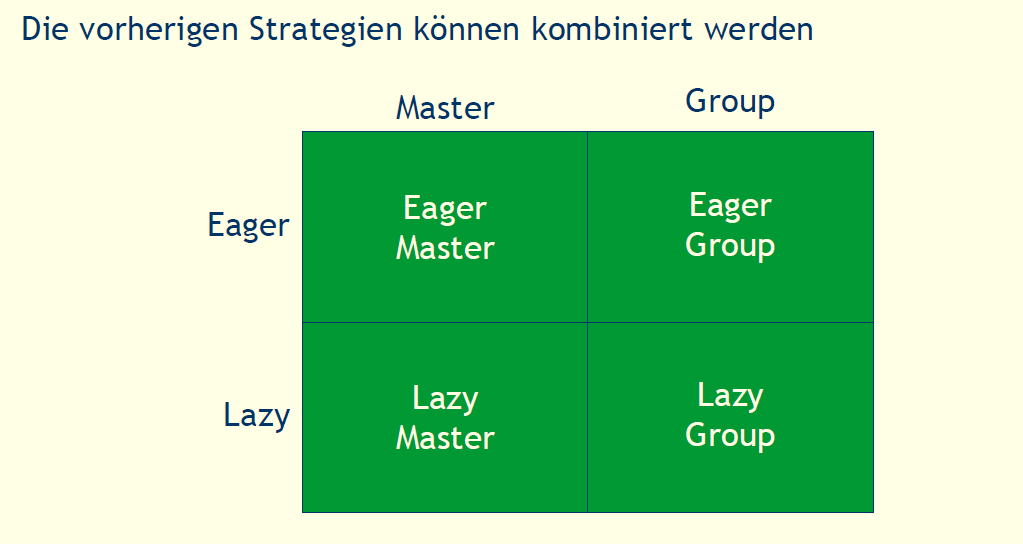 Die vorherigen Strategien können kombiniert werden
Master
Group
Eager
Eager
Master
Eager
Group
Lazy
Lazy
Master
Lazy
Group